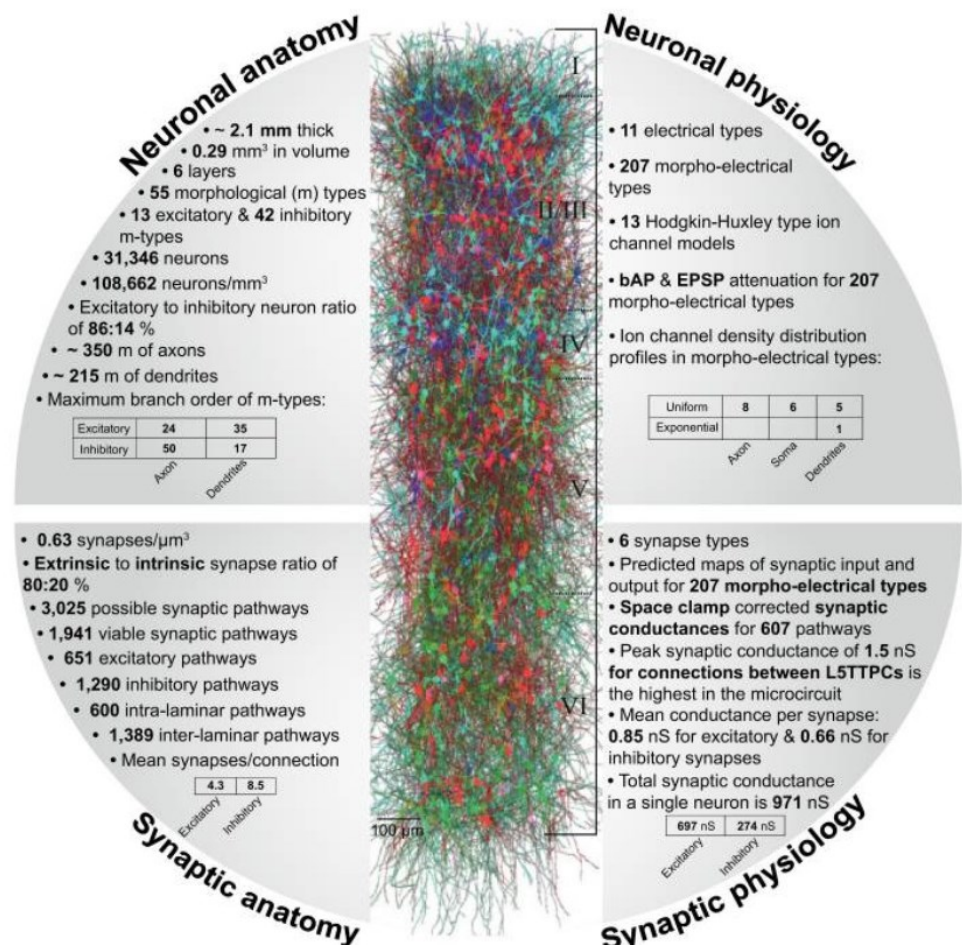 Neuronal anatomy
• ~ 2.1 mm thick
• 0.29 mm³ in volume
• 6 layers
• 55 morphological (m) types
• 13 excitatory & 42 inhibitory
m-types
• 31,346 neurons
• 108,662 neurons/mm³
• Excitatory to inhibitory neuron ratio
of 86:14 %
• ~ 350 m of axons
• ~ 215 m of dendrites
• Maximum branch order of m-types:
Excitatory 24 35
Inhibitory 50 17
Axon Dendrites
I
II/III
IV
V
VI
100 µm
Neuronal physiology
• 11 electrical types
• 207 morpho-electrical
types
• 13 Hodgkin-Huxley type ion
channel models
• bAP & EPSP attenuation for 207
morpho-electrical types
• Ion channel density distribution
profiles in morpho-electrical types:
Uniform 8 6 5
Exponential 1
Axon Soma Dendrites
• 0.63 synapses/µm³
• Extrinsic to intrinsic synapse ratio of
80:20 %
• 3,025 possible synaptic pathways
• 1,941 viable synaptic pathways
• 651 excitatory pathways
• 1,290 inhibitory pathways
• 600 intra-laminar pathways
• 1,389 inter-laminar pathways
• Mean synapses/connection
4.3 8.5
Excitatory Inhibitory
Synaptic anatomy
• 6 synapse types
• Predicted maps of synaptic input and
output for 207 morpho-electrical types
• Space clamp corrected synaptic
conductances for 607 pathways
• Peak synaptic conductance of 1.5 nS
for connections between L5TTPCs is
the highest in the microcircuit
• Mean conductance per synapse:
0.85 nS for excitatory & 0.66 nS for
inhibitory synapses
• Total synaptic conductance
in a single neuron is 971 nS
697 nS 274 nS
Excitatory Inhibitory
Synaptic physiology